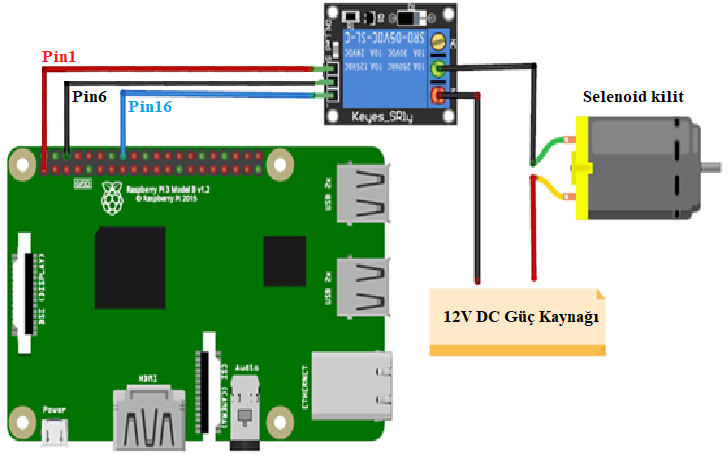 SRD-05VDC-SL-C
10A 30VDC 10A 28VDC
10A 250VAC 10A 125VAC
NC
Keyes_SRly
Pin1
Pin6
Pin16
Selenoid kilit
GPIO
Raspberry Pi 3 Model B v1.2
© Raspberry Pi 2015
USB 2x
USB 2x
DSI (DISPLAY)
12V DC Güç Kaynağı
ETHERNET
Audio
CSI (CAMERA)
HDMI
Power